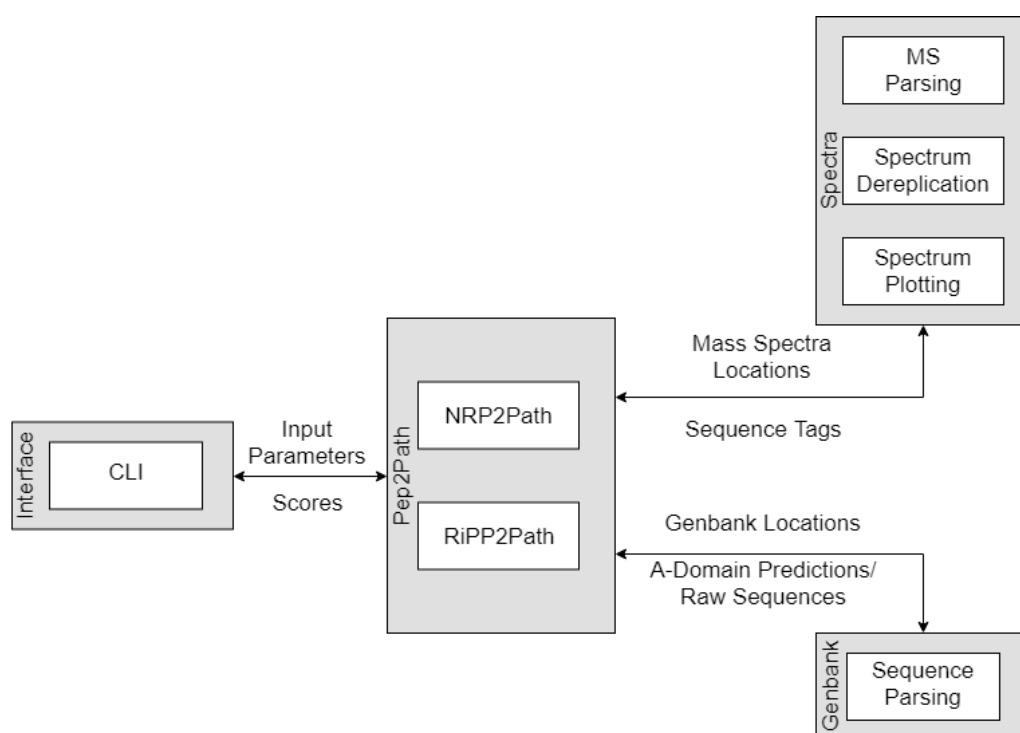 Interface
CLI
Input
Parameters
Scores
Pep2Path
NRP2Path
RiPP2Path
Mass Spectra
Locations
Sequence Tags
Genbank Locations
A-Domain Predictions/
Raw Sequences
Spectra
MS
Parsing
Spectrum
Dereplication
Spectrum
Plotting
Genbank
Sequence
Parsing